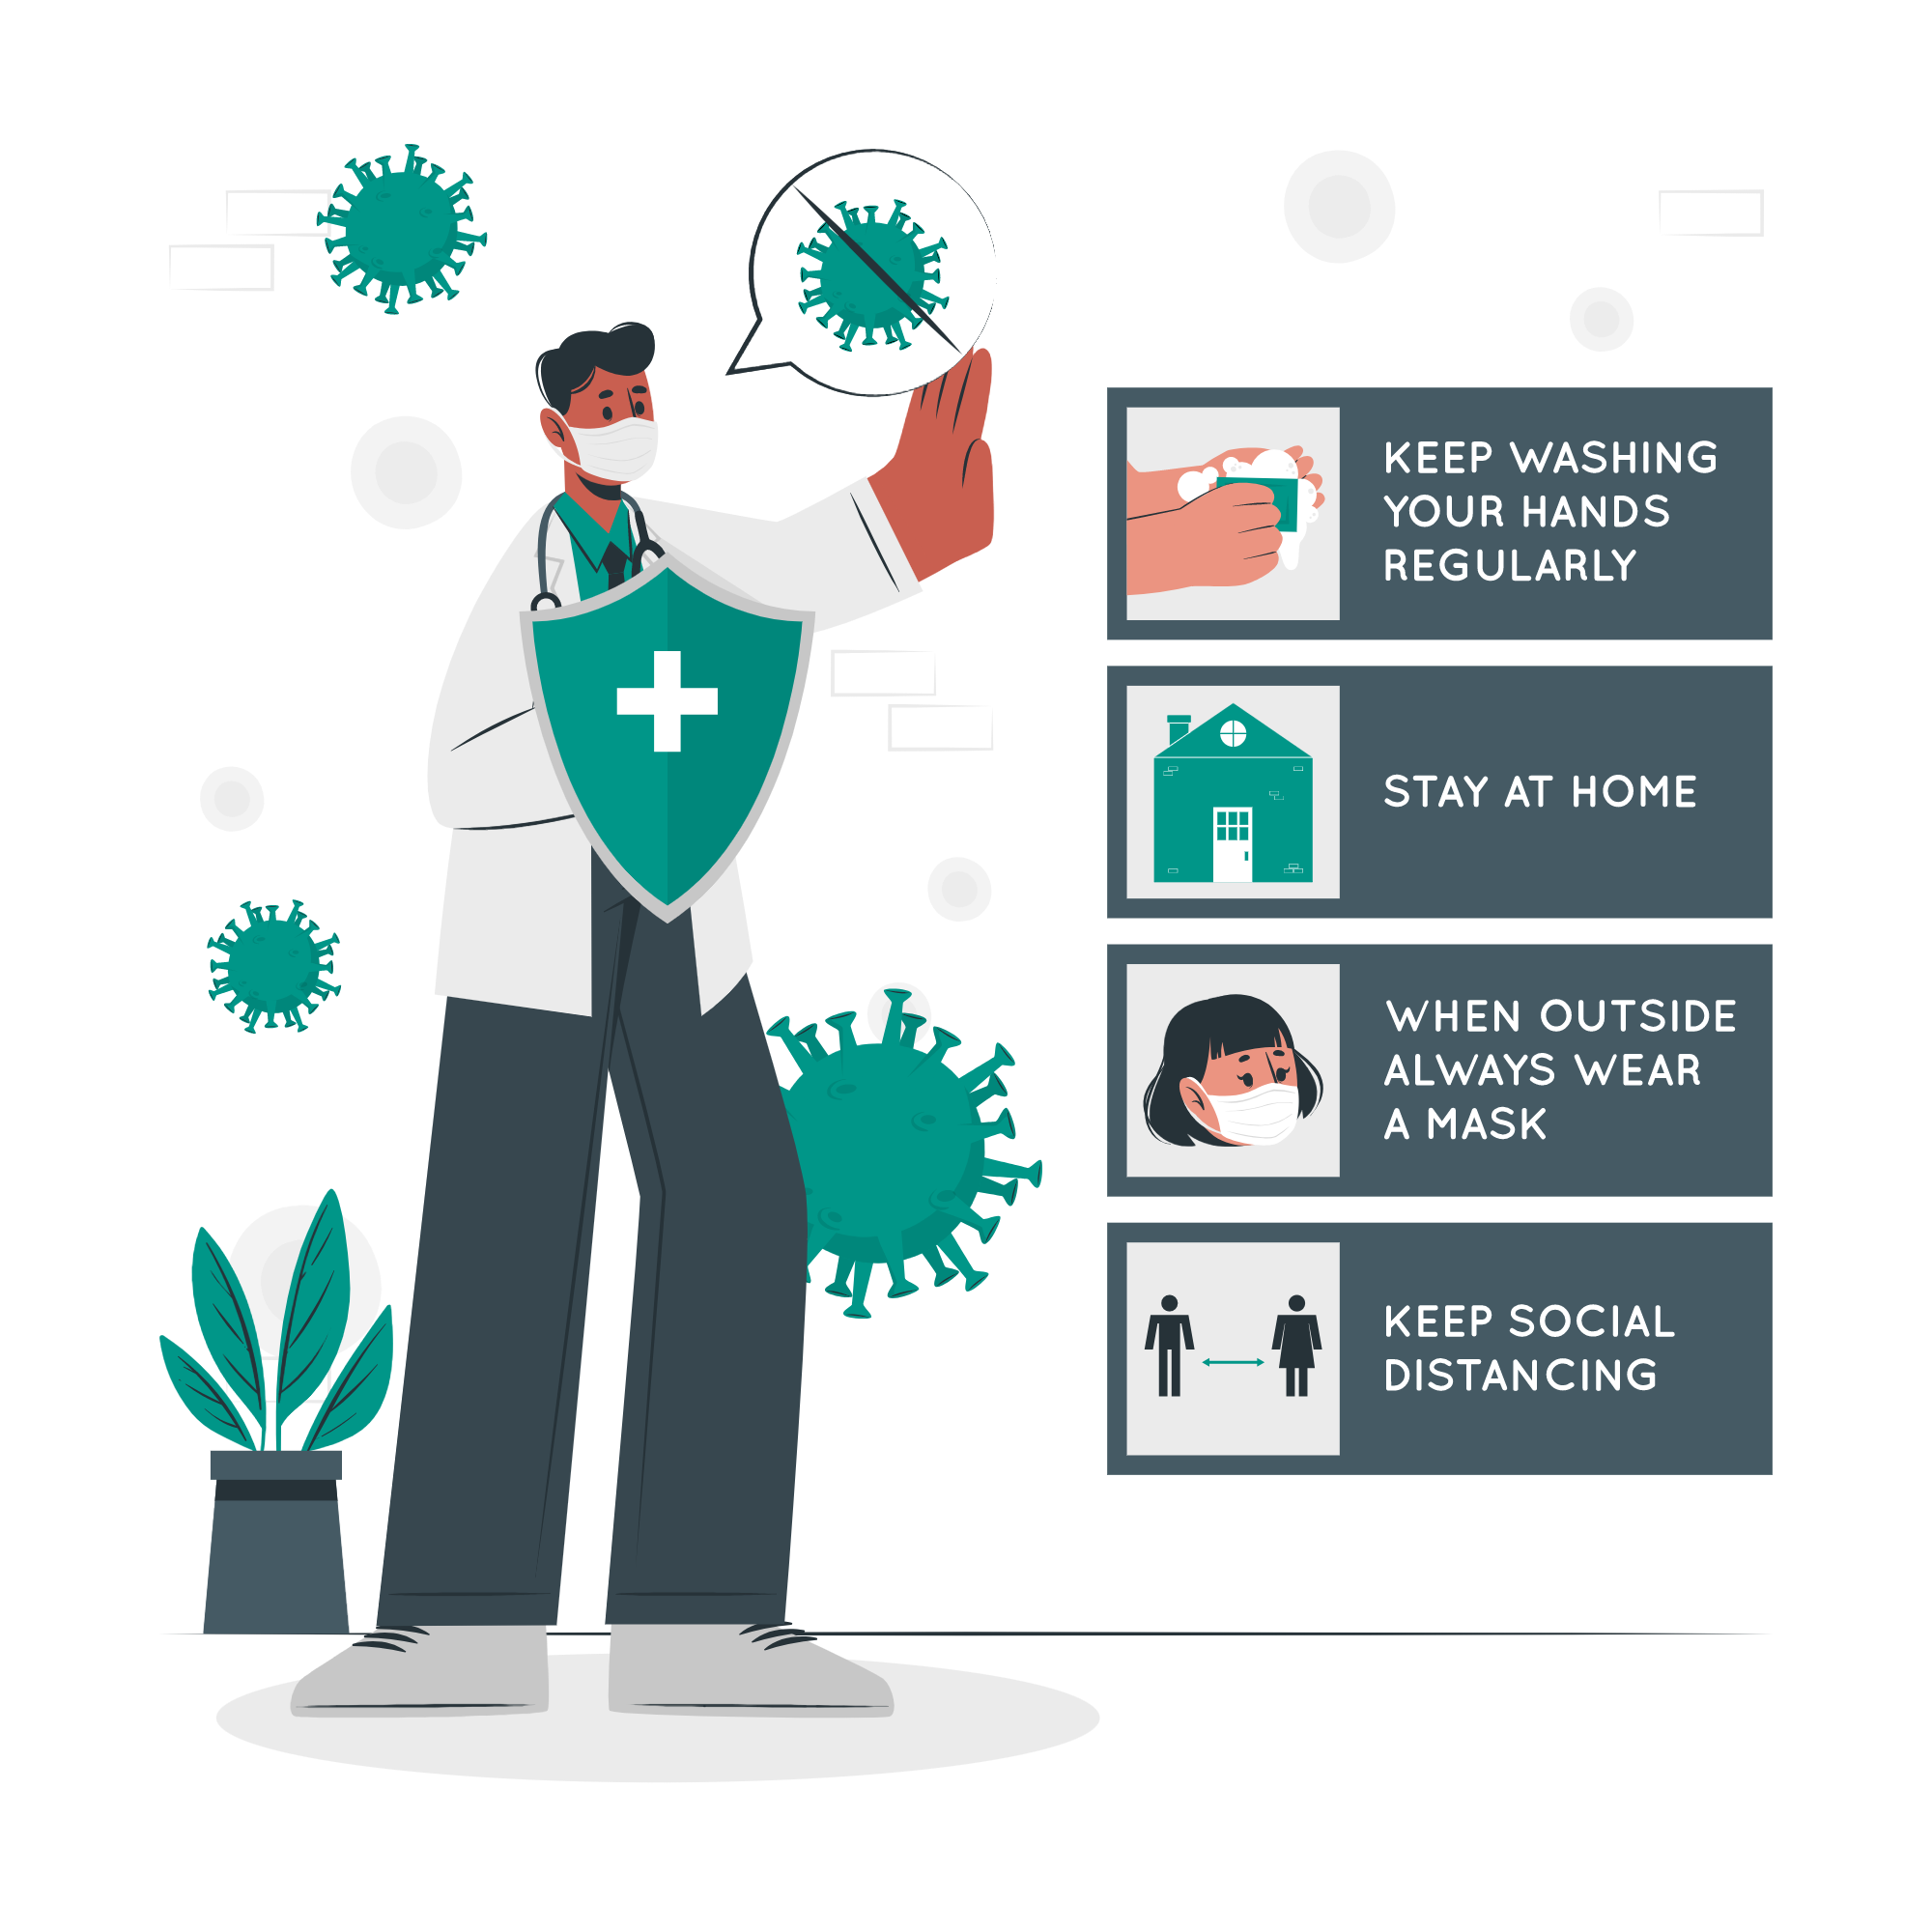 KEEP WASHING
YOUR HANDS
REGULARLY
STAY AT HOME
WHEN OUTSIDE
ALWAYS WEAR
A MASK
KEEP SOCIAL
DISTANCING